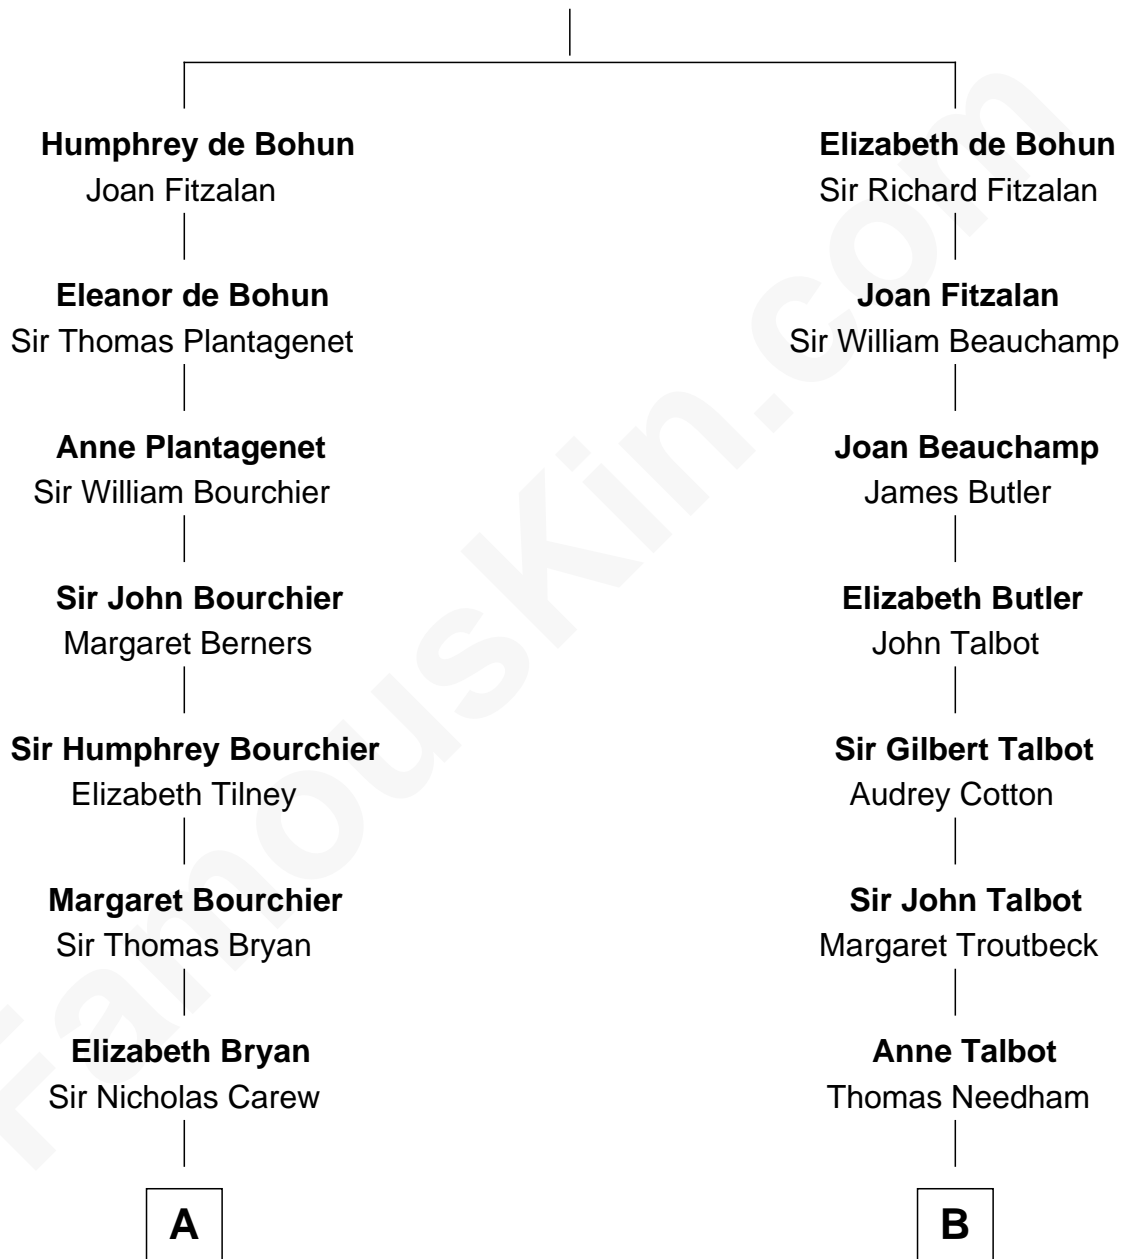 Humphrey de Bohun
Joan Fitzalan
Eleanor de Bohun
Sir Thomas Plantagenet
Anne Plantagenet
Sir William Bourchier
Sir John Bourchier
Margaret Berners
Sir Humphrey Bourchier
Elizabeth Tilney
Margaret Bourchier
Sir Thomas Bryan
Elizabeth Bryan
Sir Nicholas Carew
A
Elizabeth de Bohun
Sir Richard Fitzalan
Joan Fitzalan
Sir William Beauchamp
Joan Beauchamp
James Butler
Elizabeth Butler
John Talbot
Sir Gilbert Talbot
Audrey Cotton
Sir John Talbot
Margaret Troutbeck
Anne Talbot
Thomas Needham
B
FamousKin.com